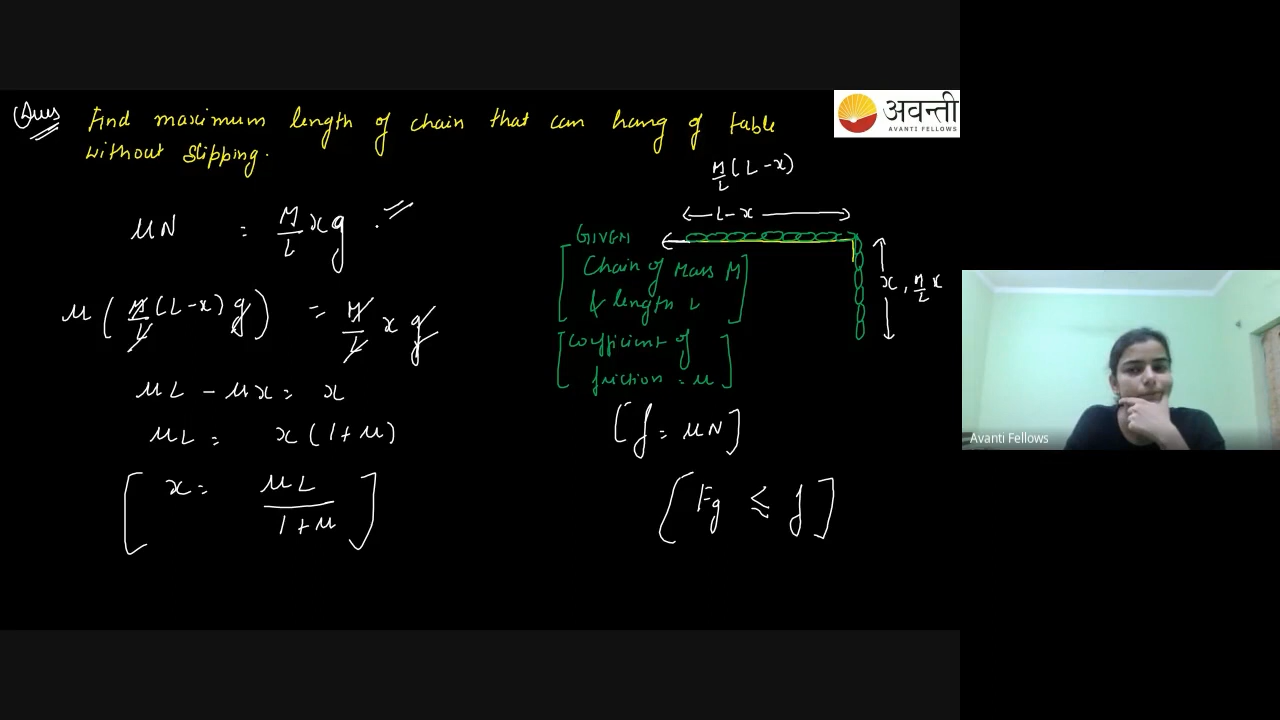 Ques Find maximum length of chain that can hang of table
without slipping.
अवन्ती
AVANTI FELLOWS
M/L (L-x)
L-x
x, M/L x
GIVEN
[Chain of Mass M
& length L]
[Coefficient of
friction = μ]
[f = μN]
[Fg ≤ f]
μN = M/L xg.
μ(M/L (L-x) g) = M/L x g
μL - μx = x
μL = x(1+μ)
[x = μL/1+μ]
Avanti Fellows